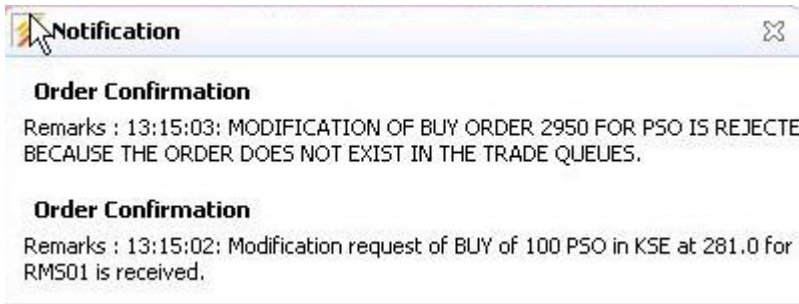 Notification
Order Confirmation
Remarks : 13:15:03: MODIFICATION OF BUY ORDER 2950 FOR PSO IS REJECTE
BECAUSE THE ORDER DOES NOT EXIST IN THE TRADE QUEUES.
Order Confirmation
Remarks : 13:15:02: Modification request of BUY of 100 PSO in KSE at 281.0 for
RMS01 is received.